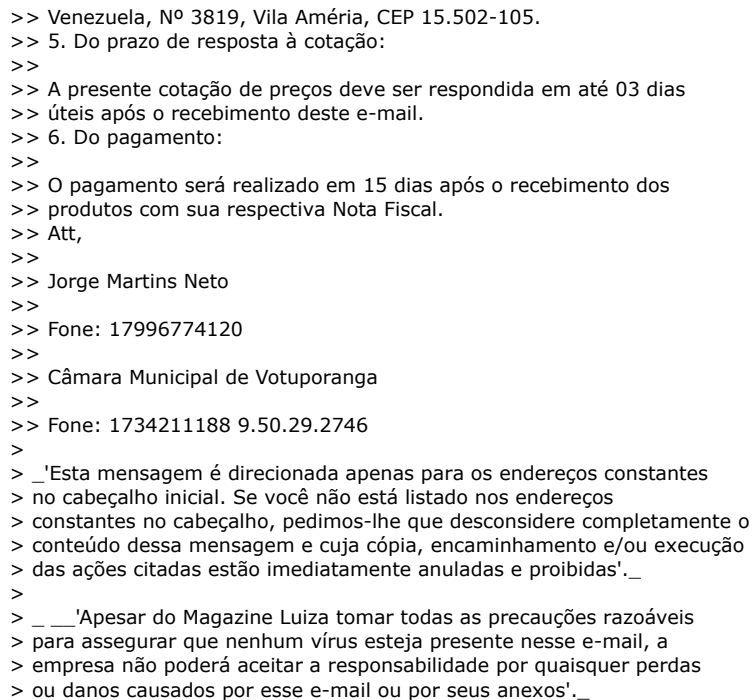 >> Venezuela, Nº 3819, Vila Améria, CEP 15.502-105.
>> 5. Do prazo de resposta à cotação:
>>
>> A presente cotação de preços deve ser respondida em até 03 dias
>> úteis após o recebimento deste e-mail.
>> 6. Do pagamento:
>>
>> O pagamento será realizado em 15 dias após o recebimento dos
>> produtos com sua respectiva Nota Fiscal.
>> Att,
>>
>> Jorge Martins Neto
>>
>> Fone: 17996774120
>>
>> Câmara Municipal de Votuporanga
>>
>> Fone: 1734211188 9.50.29.2746
>
> _'Esta mensagem é direcionada apenas para os endereços constantes
> no cabeçalho inicial. Se você não está listado nos endereços
> constantes no cabeçalho, pedimos-lhe que desconsidere completamente o
> conteúdo dessa mensagem e cuja cópia, encaminhamento e/ou execução
> das ações citadas estão imediatamente anuladas e proibidas'._
>
> _ __'Apesar do Magazine Luiza tomar todas as precauções razoáveis
> para assegurar que nenhum vírus esteja presente nesse e-mail, a
> empresa não poderá aceitar a responsabilidade por quaisquer perdas
> ou danos causados por esse e-mail ou por seus anexos'._